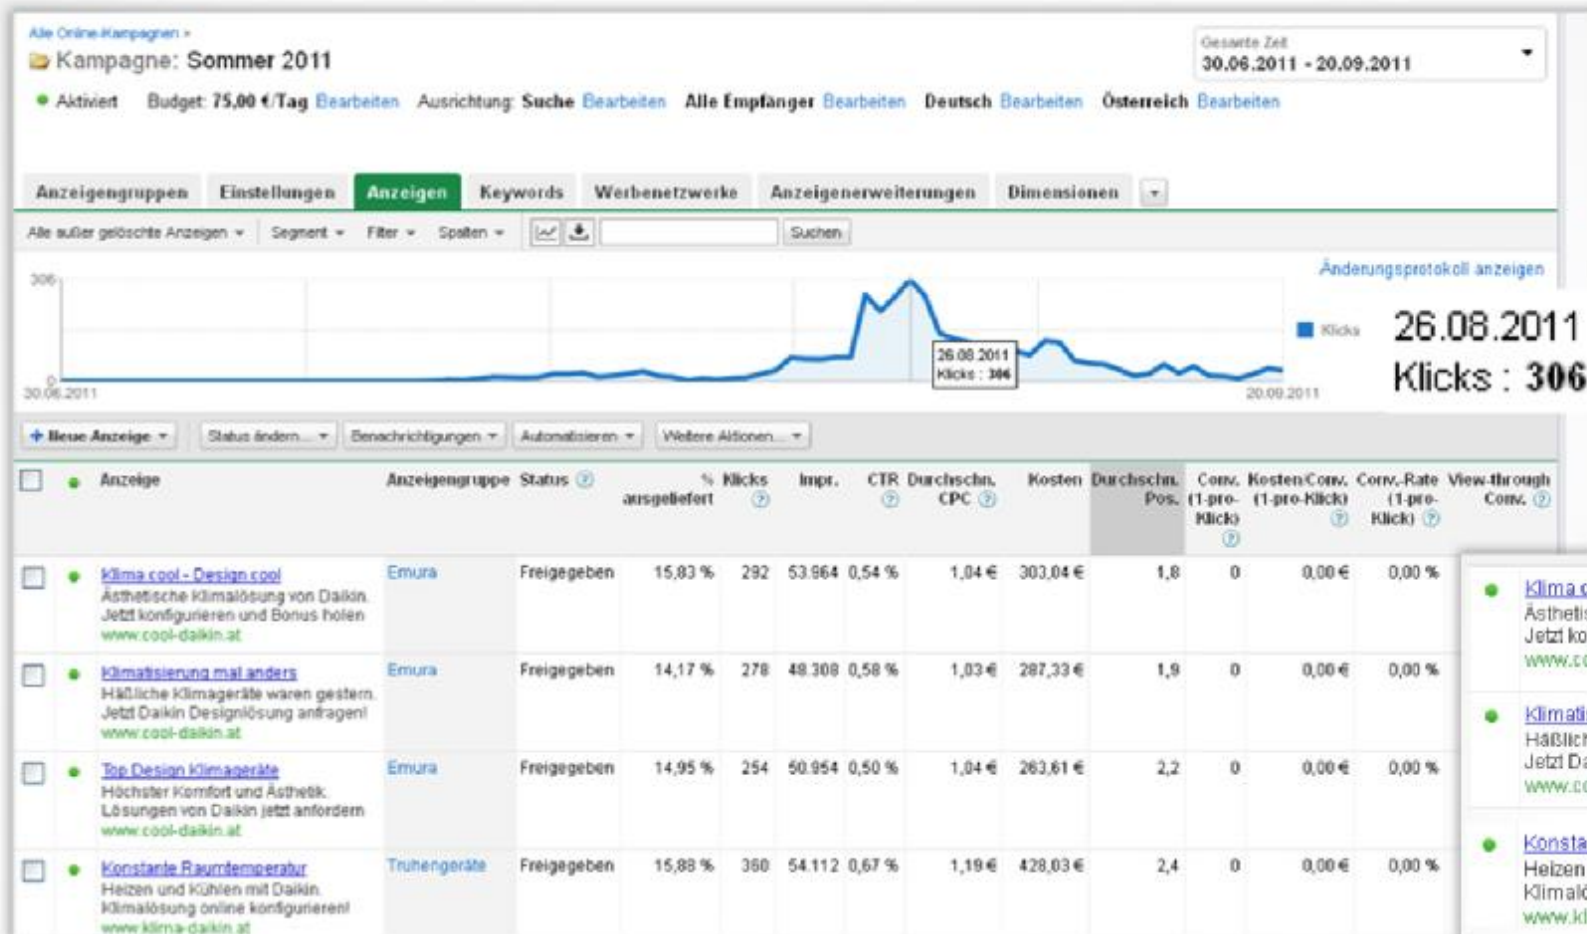 Alle Online-Kampagnen >
Kampagne: Sommer 2011
Gesamte Zeit
30.06.2011 - 20.09.2011
Aktiviert Budget: 75,00 €/Tag Bearbeiten Ausrichtung: Suche Bearbeiten Alle Empfänger Bearbeiten Deutsch Bearbeiten Österreich Bearbeiten
Anzeigengruppen Einstellungen Anzeigen Keywords Werbenetzwerke Anzeigenerweiterungen Dimensionen
Alle außer gelöschte Anzeigen Segment Filter Spalten Suchen
Änderungsprotokoll anzeigen
306
Klicks
26.08.2011
Klicks : 306
26.08.2011
Klicks : 306
0
30.06.2011 20.09.2011
+ Neue Anzeige Status ändern... Benachrichtigungen Automatisieren Weitere Aktionen...
Anzeige Anzeigengruppe Status ? % Klicks Impr. CTR Durchschn. Kosten Durchschn. Conv. Kosten/Conv. Conv.-Rate View-through
ausgeliefert ? ? CPC ? Pos. (1-pro- (1-pro-Klick) (1-pro- Conv. ?
Klick) ? Klick) ?
?
Klima cool - Design cool Emura Freigegeben 15,83 % 292 53.964 0,54 % 1,04 € 303,04 € 1,8 0 0,00 € 0,00 %
Ästhetische Klimalösung von Daikin.
Jetzt konfigurieren und Bonus holen
www.cool-daikin.at
Klimatisierung mal anders Emura Freigegeben 14,17 % 278 48.308 0,58 % 1,03 € 287,33 € 1,9 0 0,00 € 0,00 %
Häßliche Klimageräte waren gestern.
Jetzt Daikin Designlösung anfragen!
www.cool-daikin.at
Top Design Klimageräte Emura Freigegeben 14,95 % 254 50.954 0,50 % 1,04 € 263,61 € 2,2 0 0,00 € 0,00 %
Höchster Komfort und Ästhetik.
Lösungen von Daikin jetzt anfordern
www.cool-daikin.at
Konstante Raumtemperatur Truhengeräte Freigegeben 15,88 % 360 54.112 0,67 % 1,19 € 428,03 € 2,4 0 0,00 € 0,00 %
Heizen und Kühlen mit Daikin.
Klimalösung online konfigurieren!
www.klima-daikin.at
Klima
Jetzt
Jetzt
Heizen